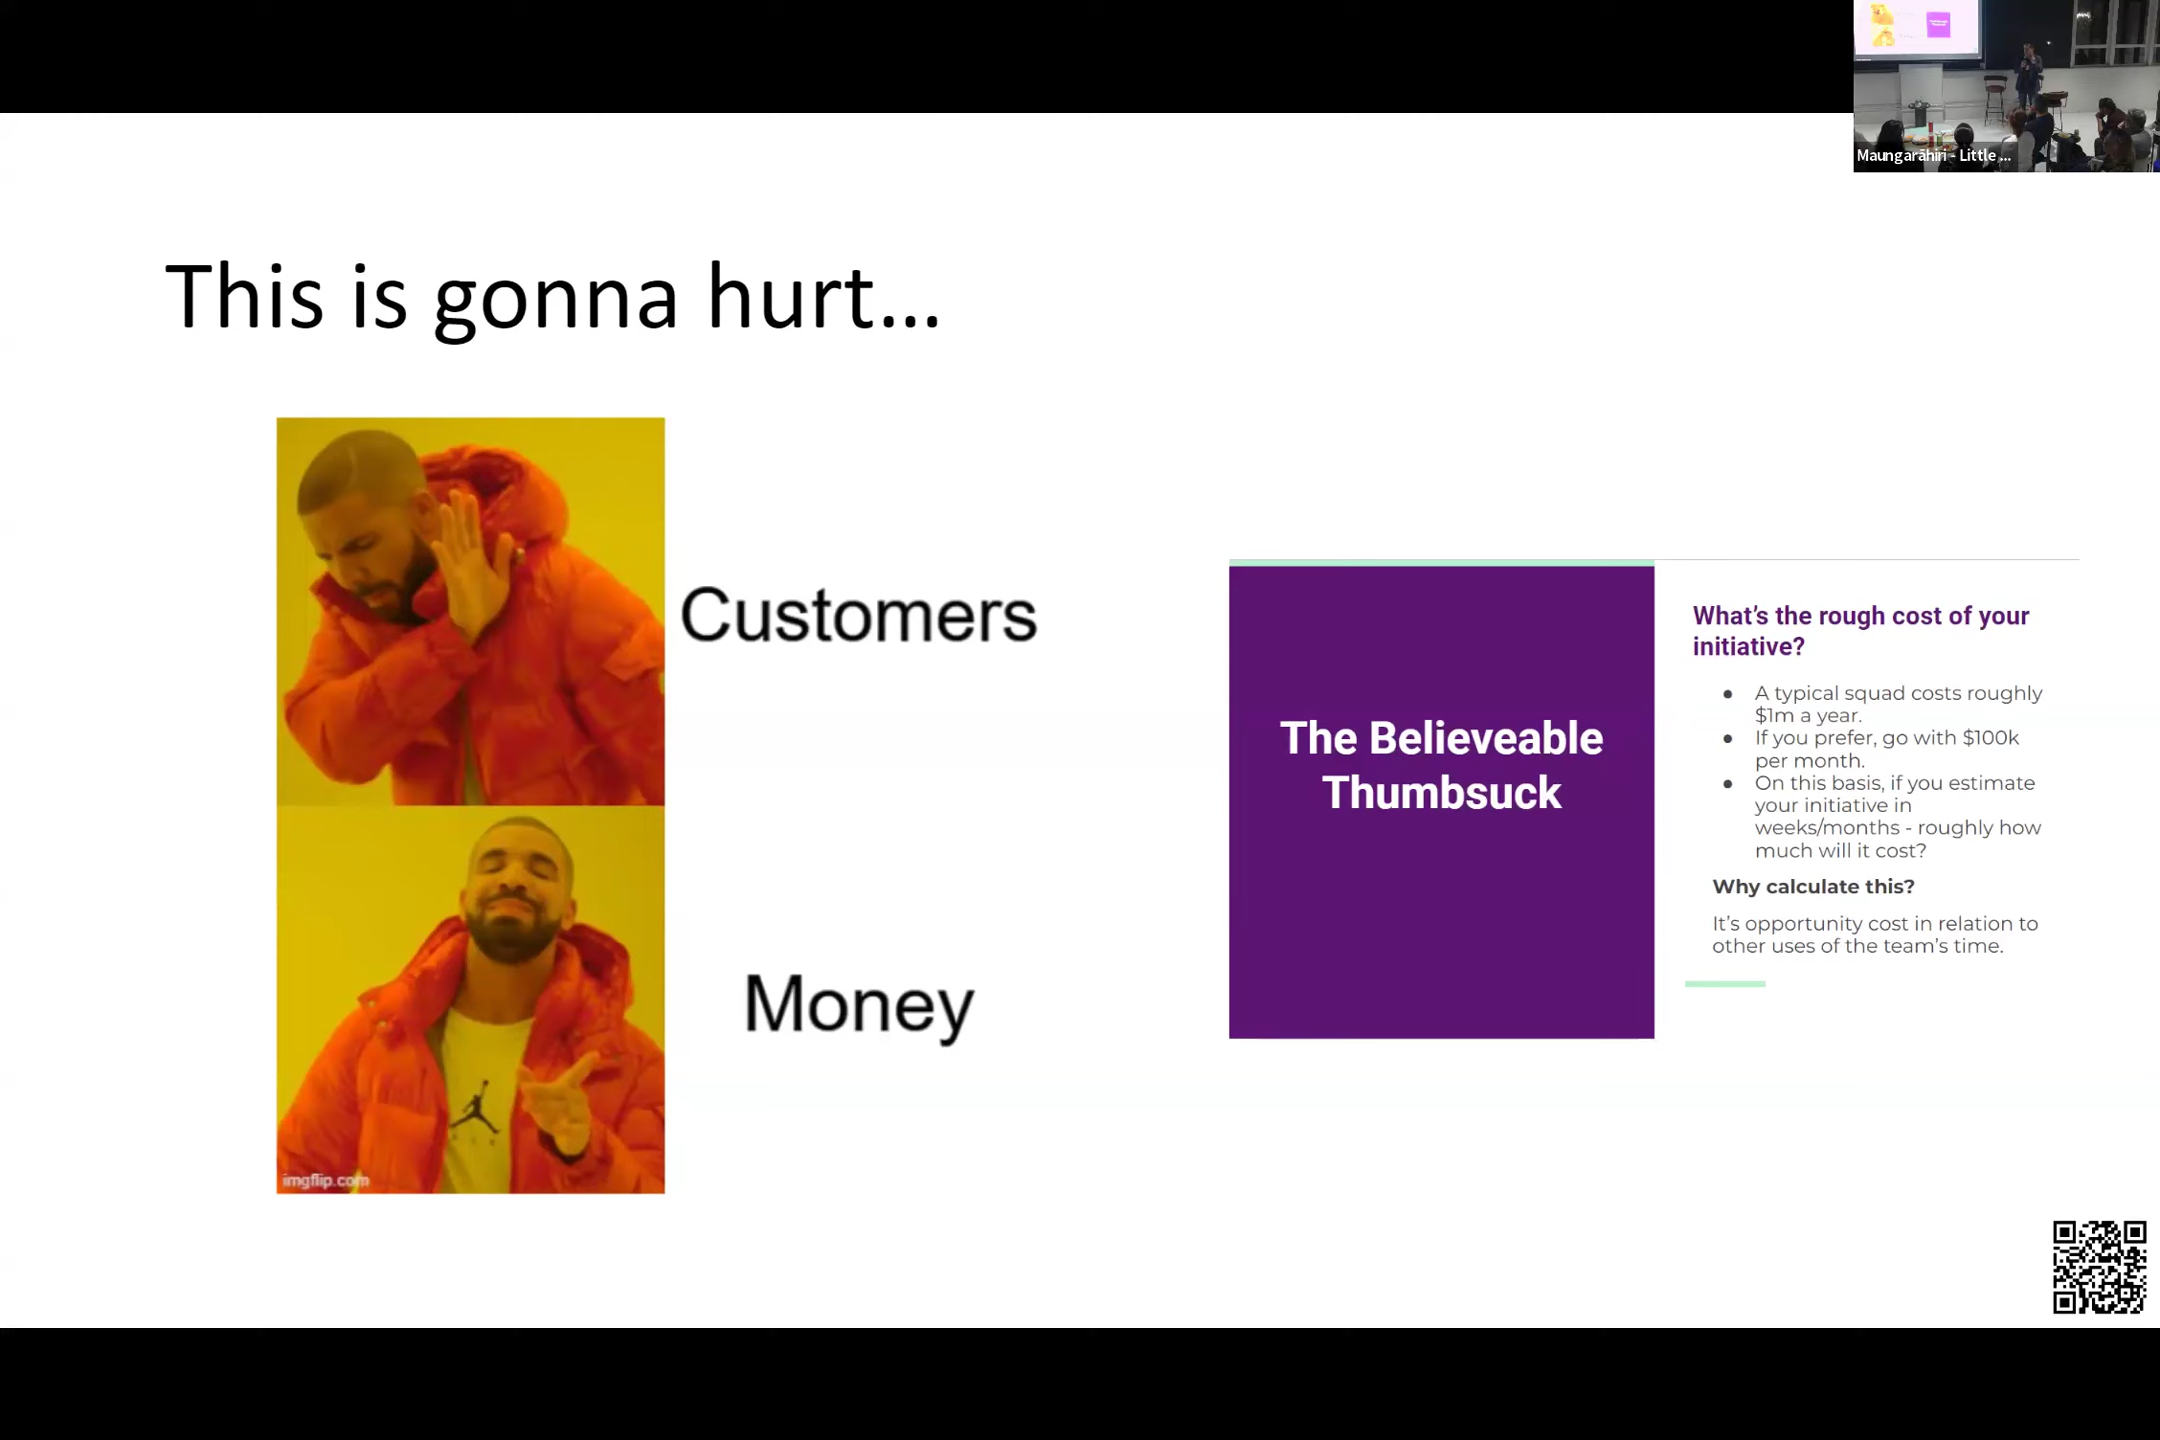 Maungarāhiri - Little ...
This is gonna hurt...
Customers
Money
imgflip.com
The Believeable
Thumbsuck
What's the rough cost of your
initiative?
● A typical squad costs roughly
$1m a year.
● If you prefer, go with $100k
per month.
● On this basis, if you estimate
your initiative in
weeks/months - roughly how
much will it cost?
Why calculate this?
It's opportunity cost in relation to
other uses of the team's time.